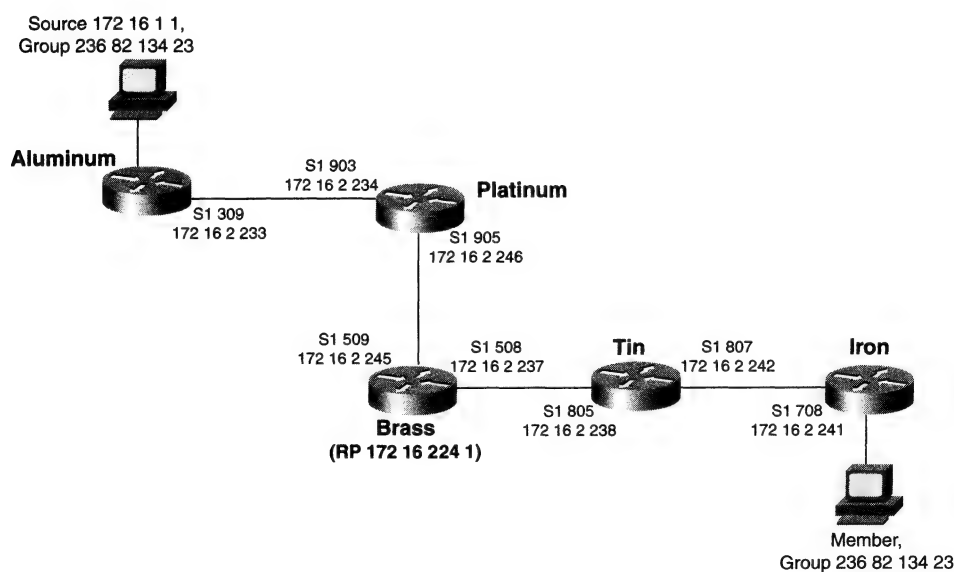 Source 172 16 1 1,
Group 236 82 134 23
Aluminum
S1 903
172 16 2 234
Platinum
S1 309
172 16 2 233
S1 905
172 16 2 246
S1 509
172 16 2 245
S1 508
172 16 2 237
Tin
S1 807
172 16 2 242
Iron
S1 805
172 16 2 238
S1 708
172 16 2 241
Brass
(RP 172 16 224 1)
Member,
Group 236 82 134 23